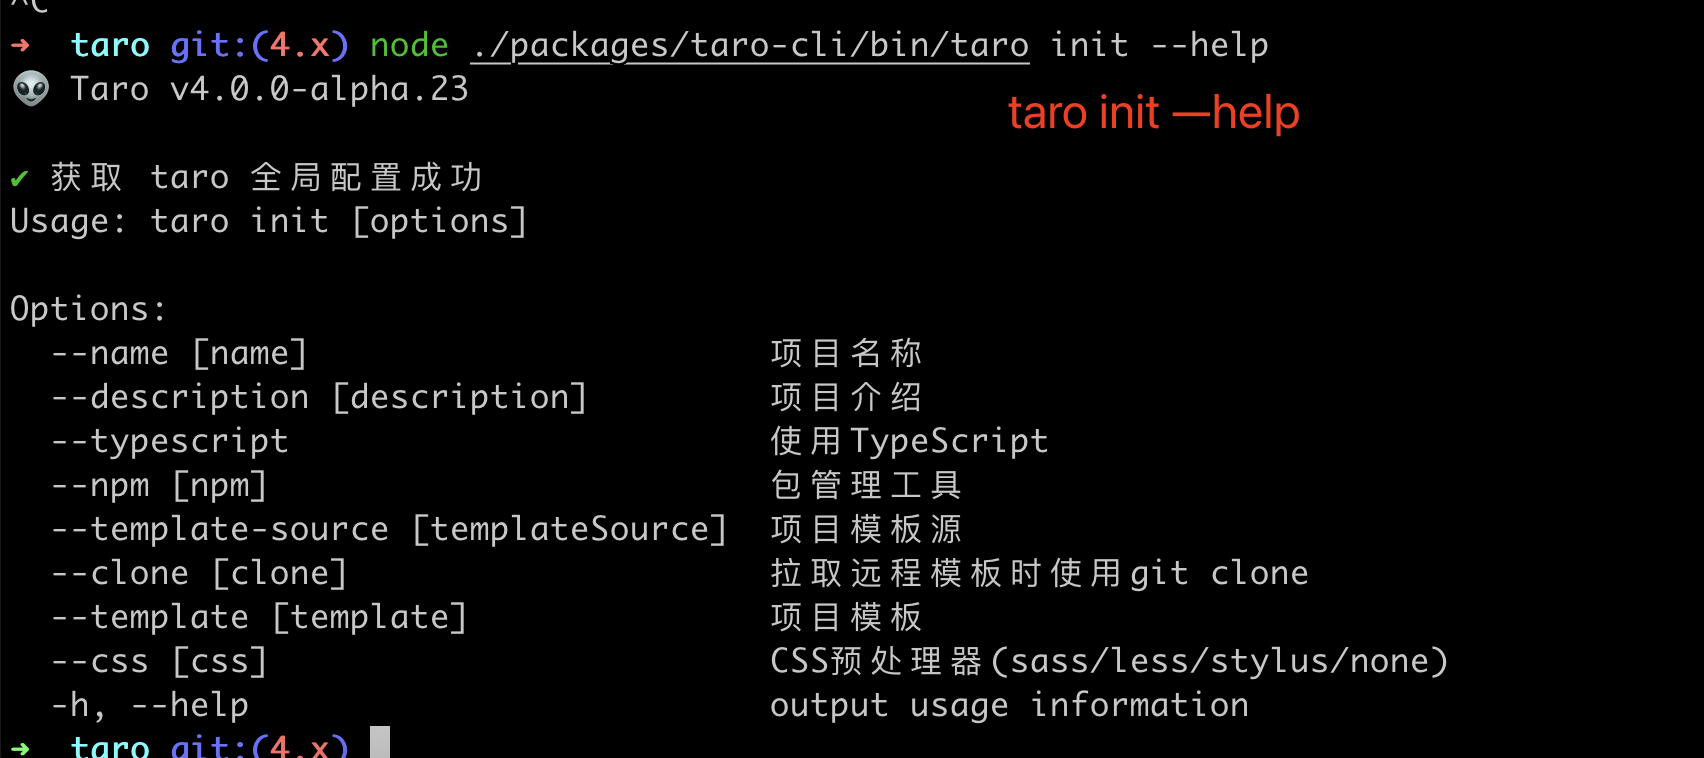 ^C
➜ taro git:(4.x) node ./packages/taro-cli/bin/taro init --help
👽 Taro v4.0.0-alpha.23
taro init —help
✔ 获取 taro 全局配置成功
Usage: taro init [options]
Options:
--name [name] 项目名称
--description [description] 项目介绍
--typescript 使用TypeScript
--npm [npm] 包管理工具
--template-source [templateSource] 项目模板源
--clone [clone] 拉取远程模板时使用git clone
--template [template] 项目模板
--css [css] CSS预处理器(sass/less/stylus/none)
-h, --help output usage information
➜ taro git:(4.x)